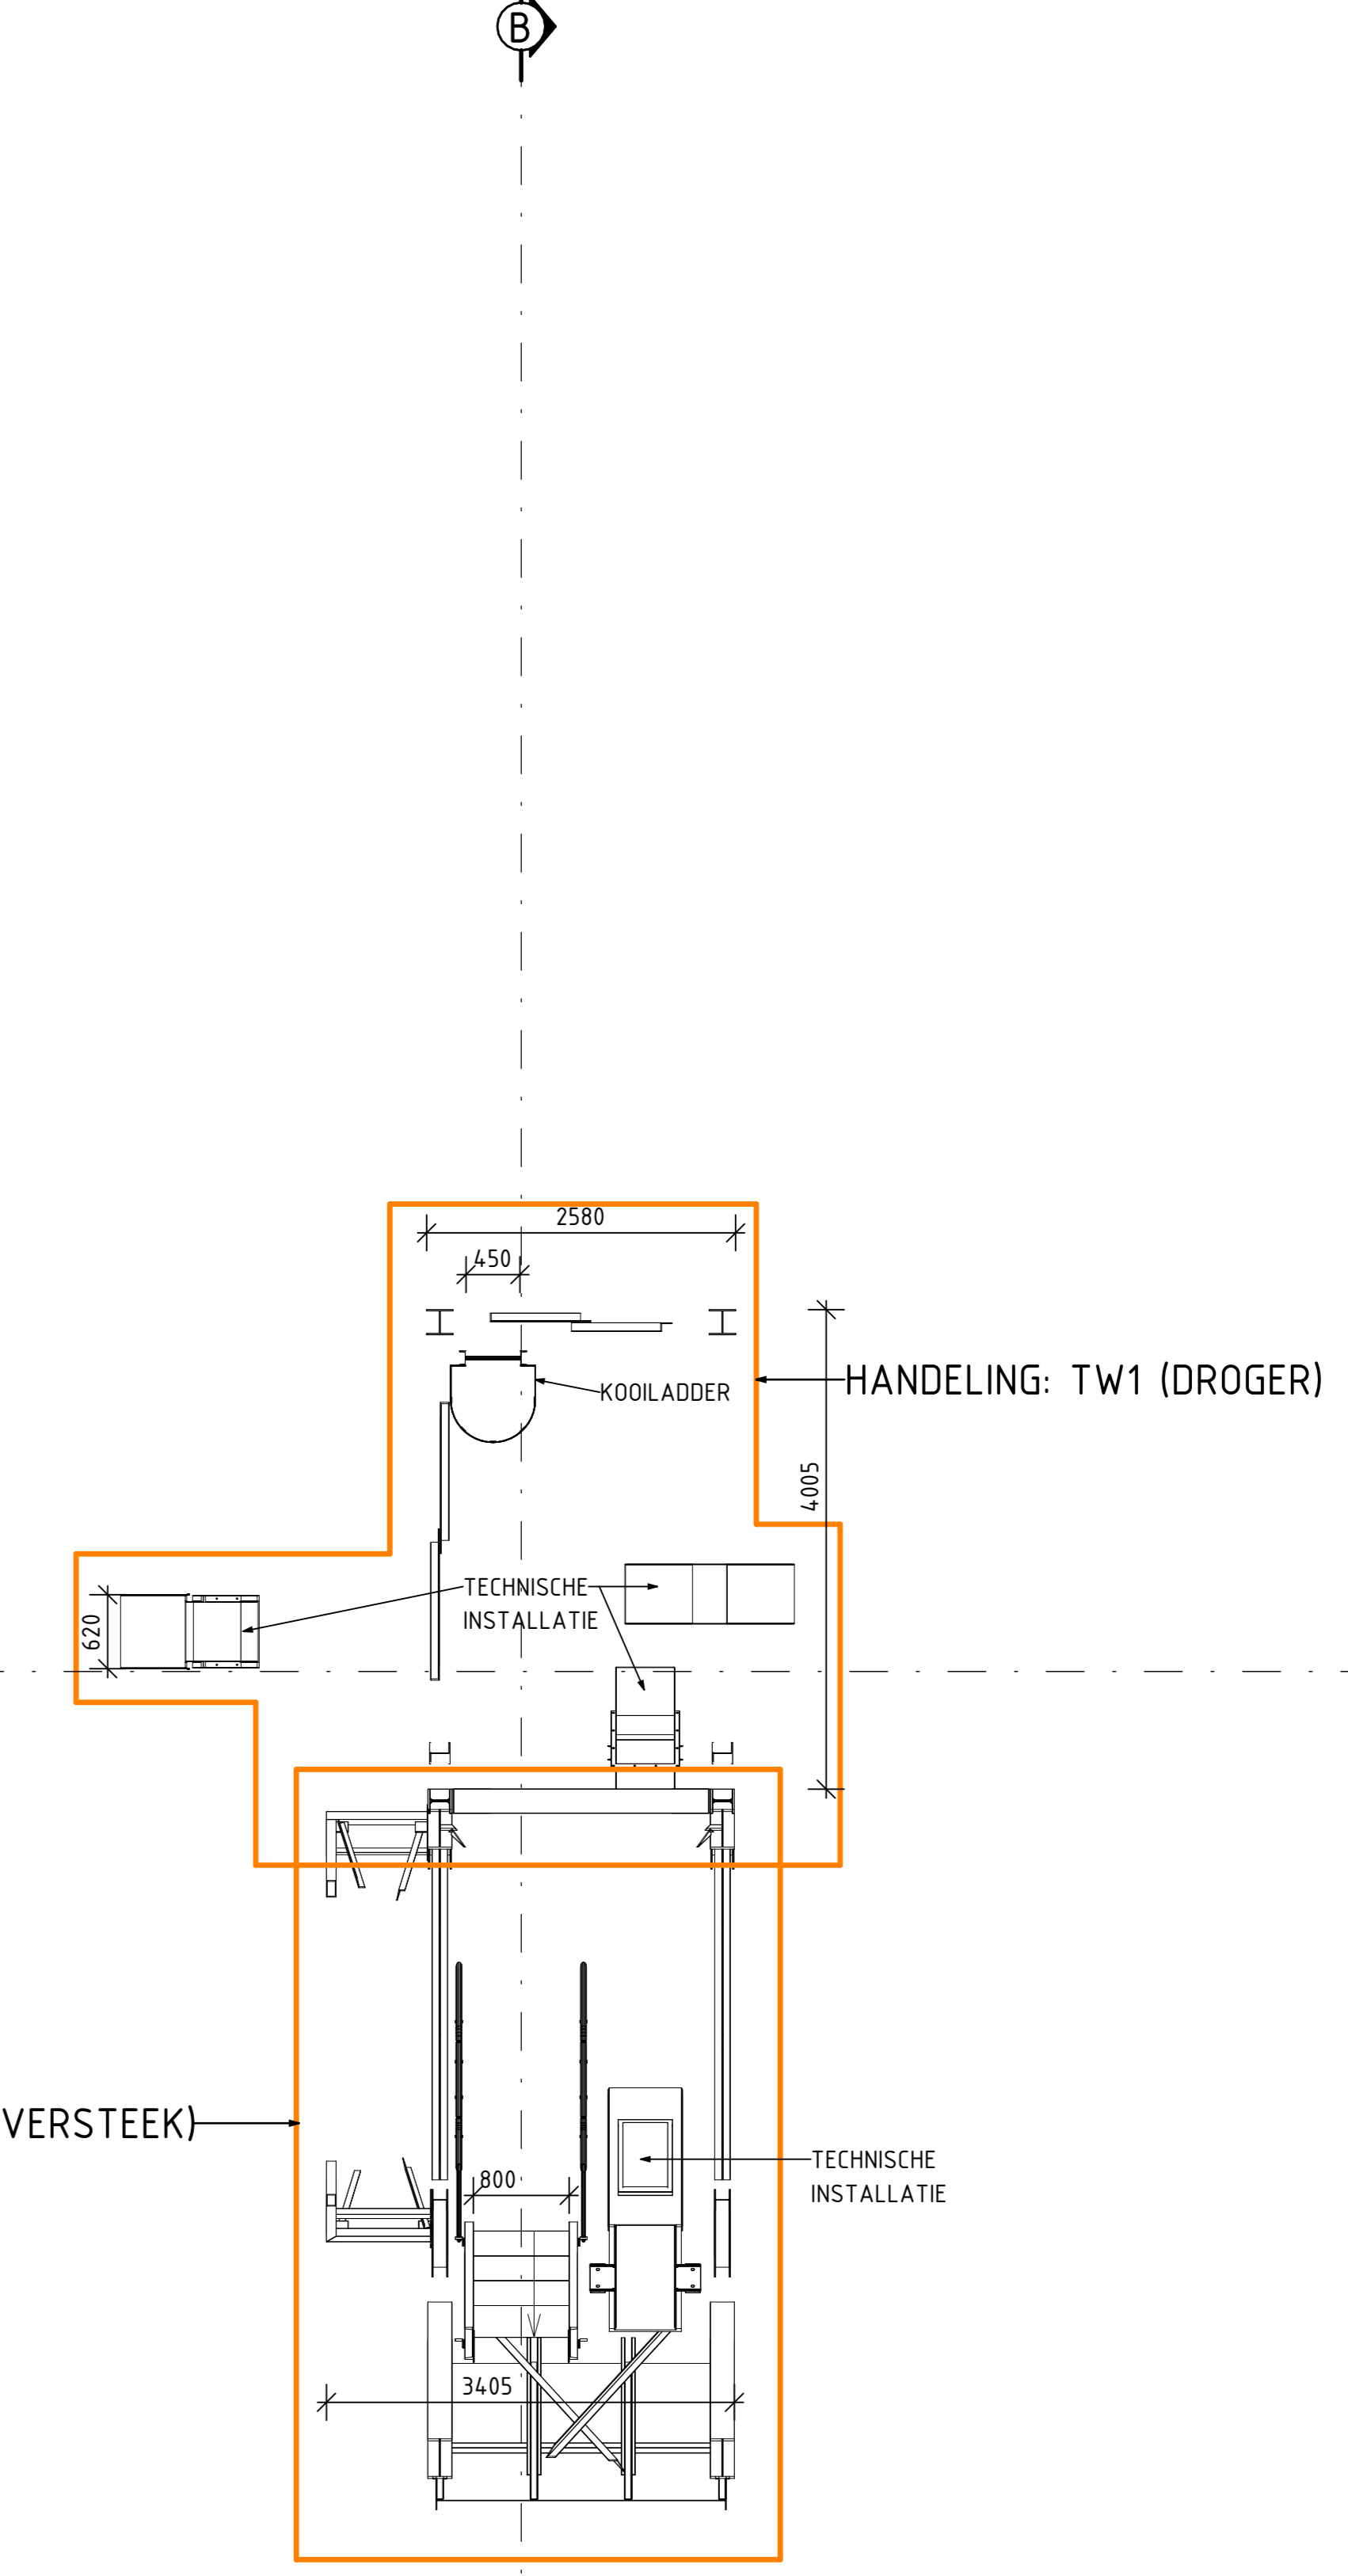 B
2580
450
KOOILADDER
HANDELING: TW1 (DROGER)
4005
TECHNISCHE
INSTALLATIE
620
VERSTEEK)
TECHNISCHE
INSTALLATIE
800
3405